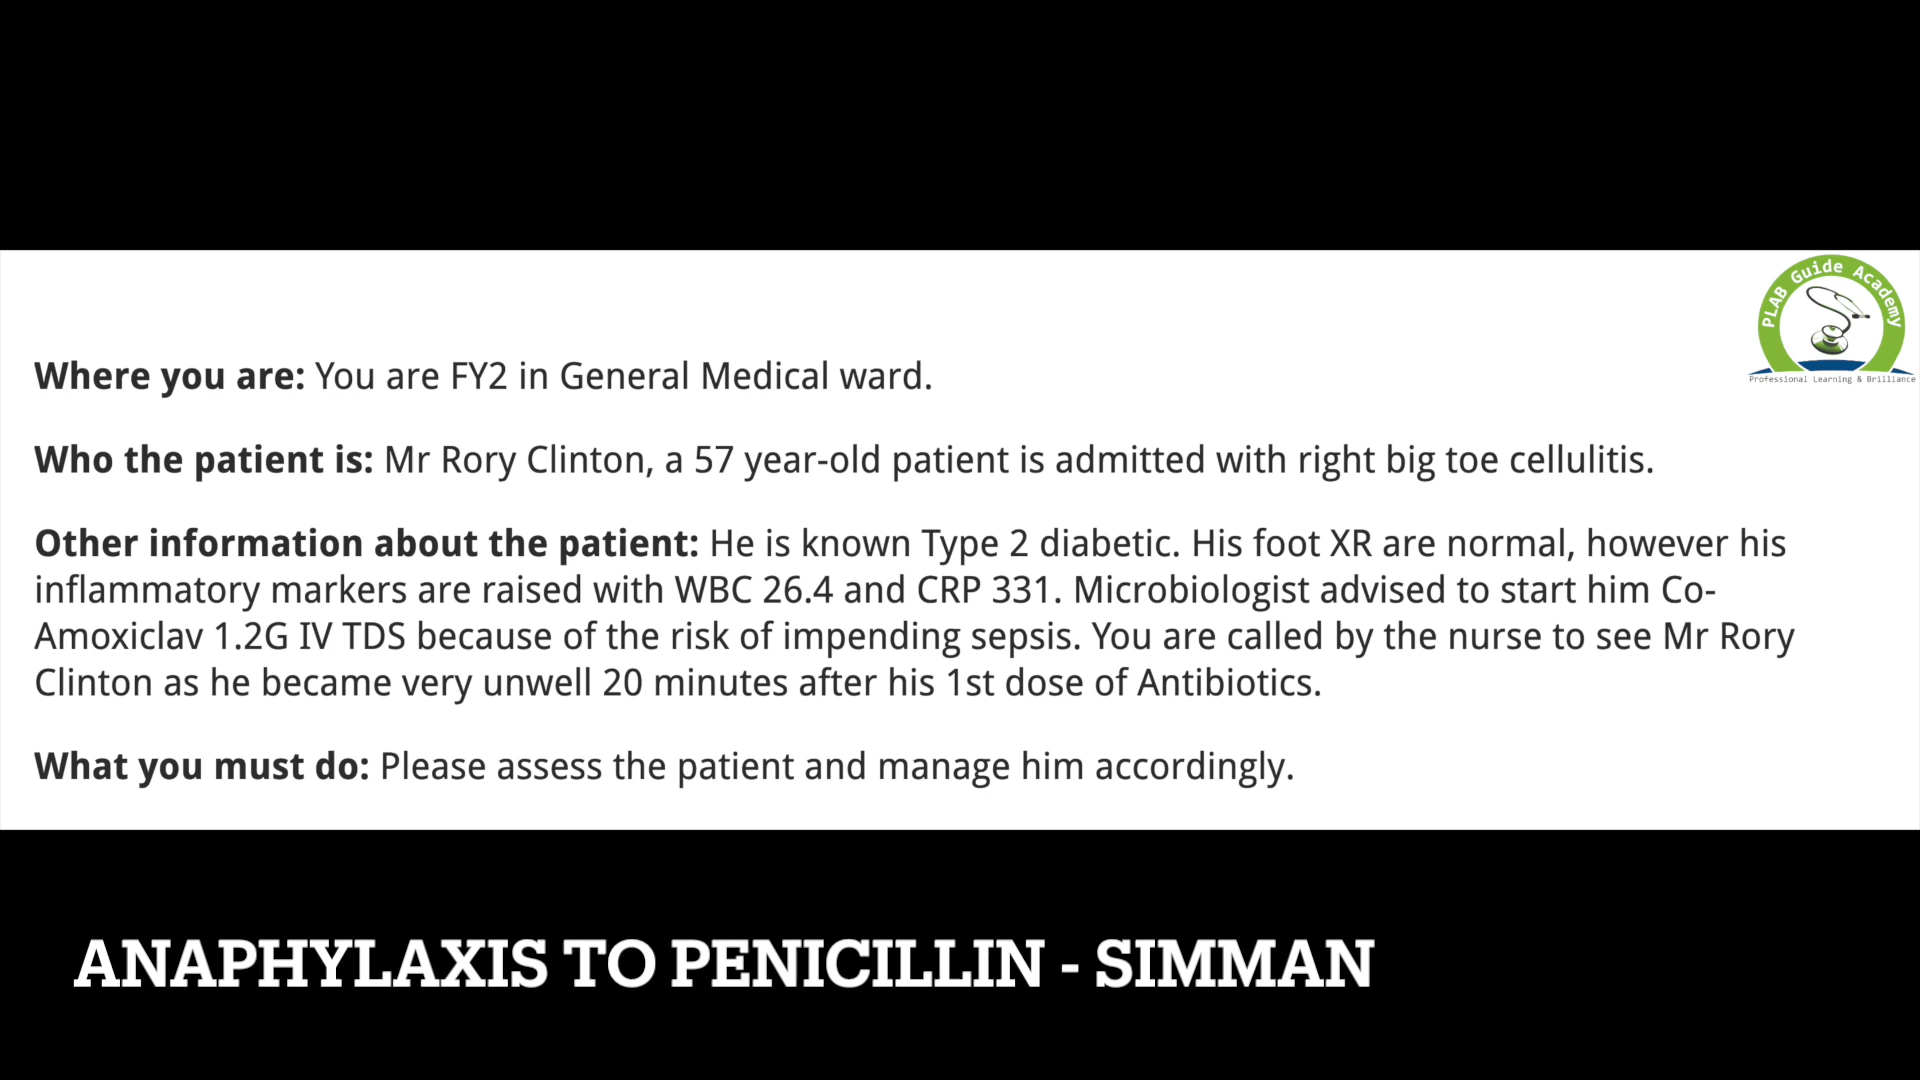 PLAB Guide Academy
Professional Learning & Brilliance
Where you are: You are FY2 in General Medical ward.
Who the patient is: Mr Rory Clinton, a 57 year-old patient is admitted with right big toe cellulitis.
Other information about the patient: He is known Type 2 diabetic. His foot XR are normal, however his
inflammatory markers are raised with WBC 26.4 and CRP 331. Microbiologist advised to start him Co-
Amoxiclav 1.2G IV TDS because of the risk of impending sepsis. You are called by the nurse to see Mr Rory
Clinton as he became very unwell 20 minutes after his 1st dose of Antibiotics.
What you must do: Please assess the patient and manage him accordingly.
ANAPHYLAXIS TO PENICILLIN - SIMMAN